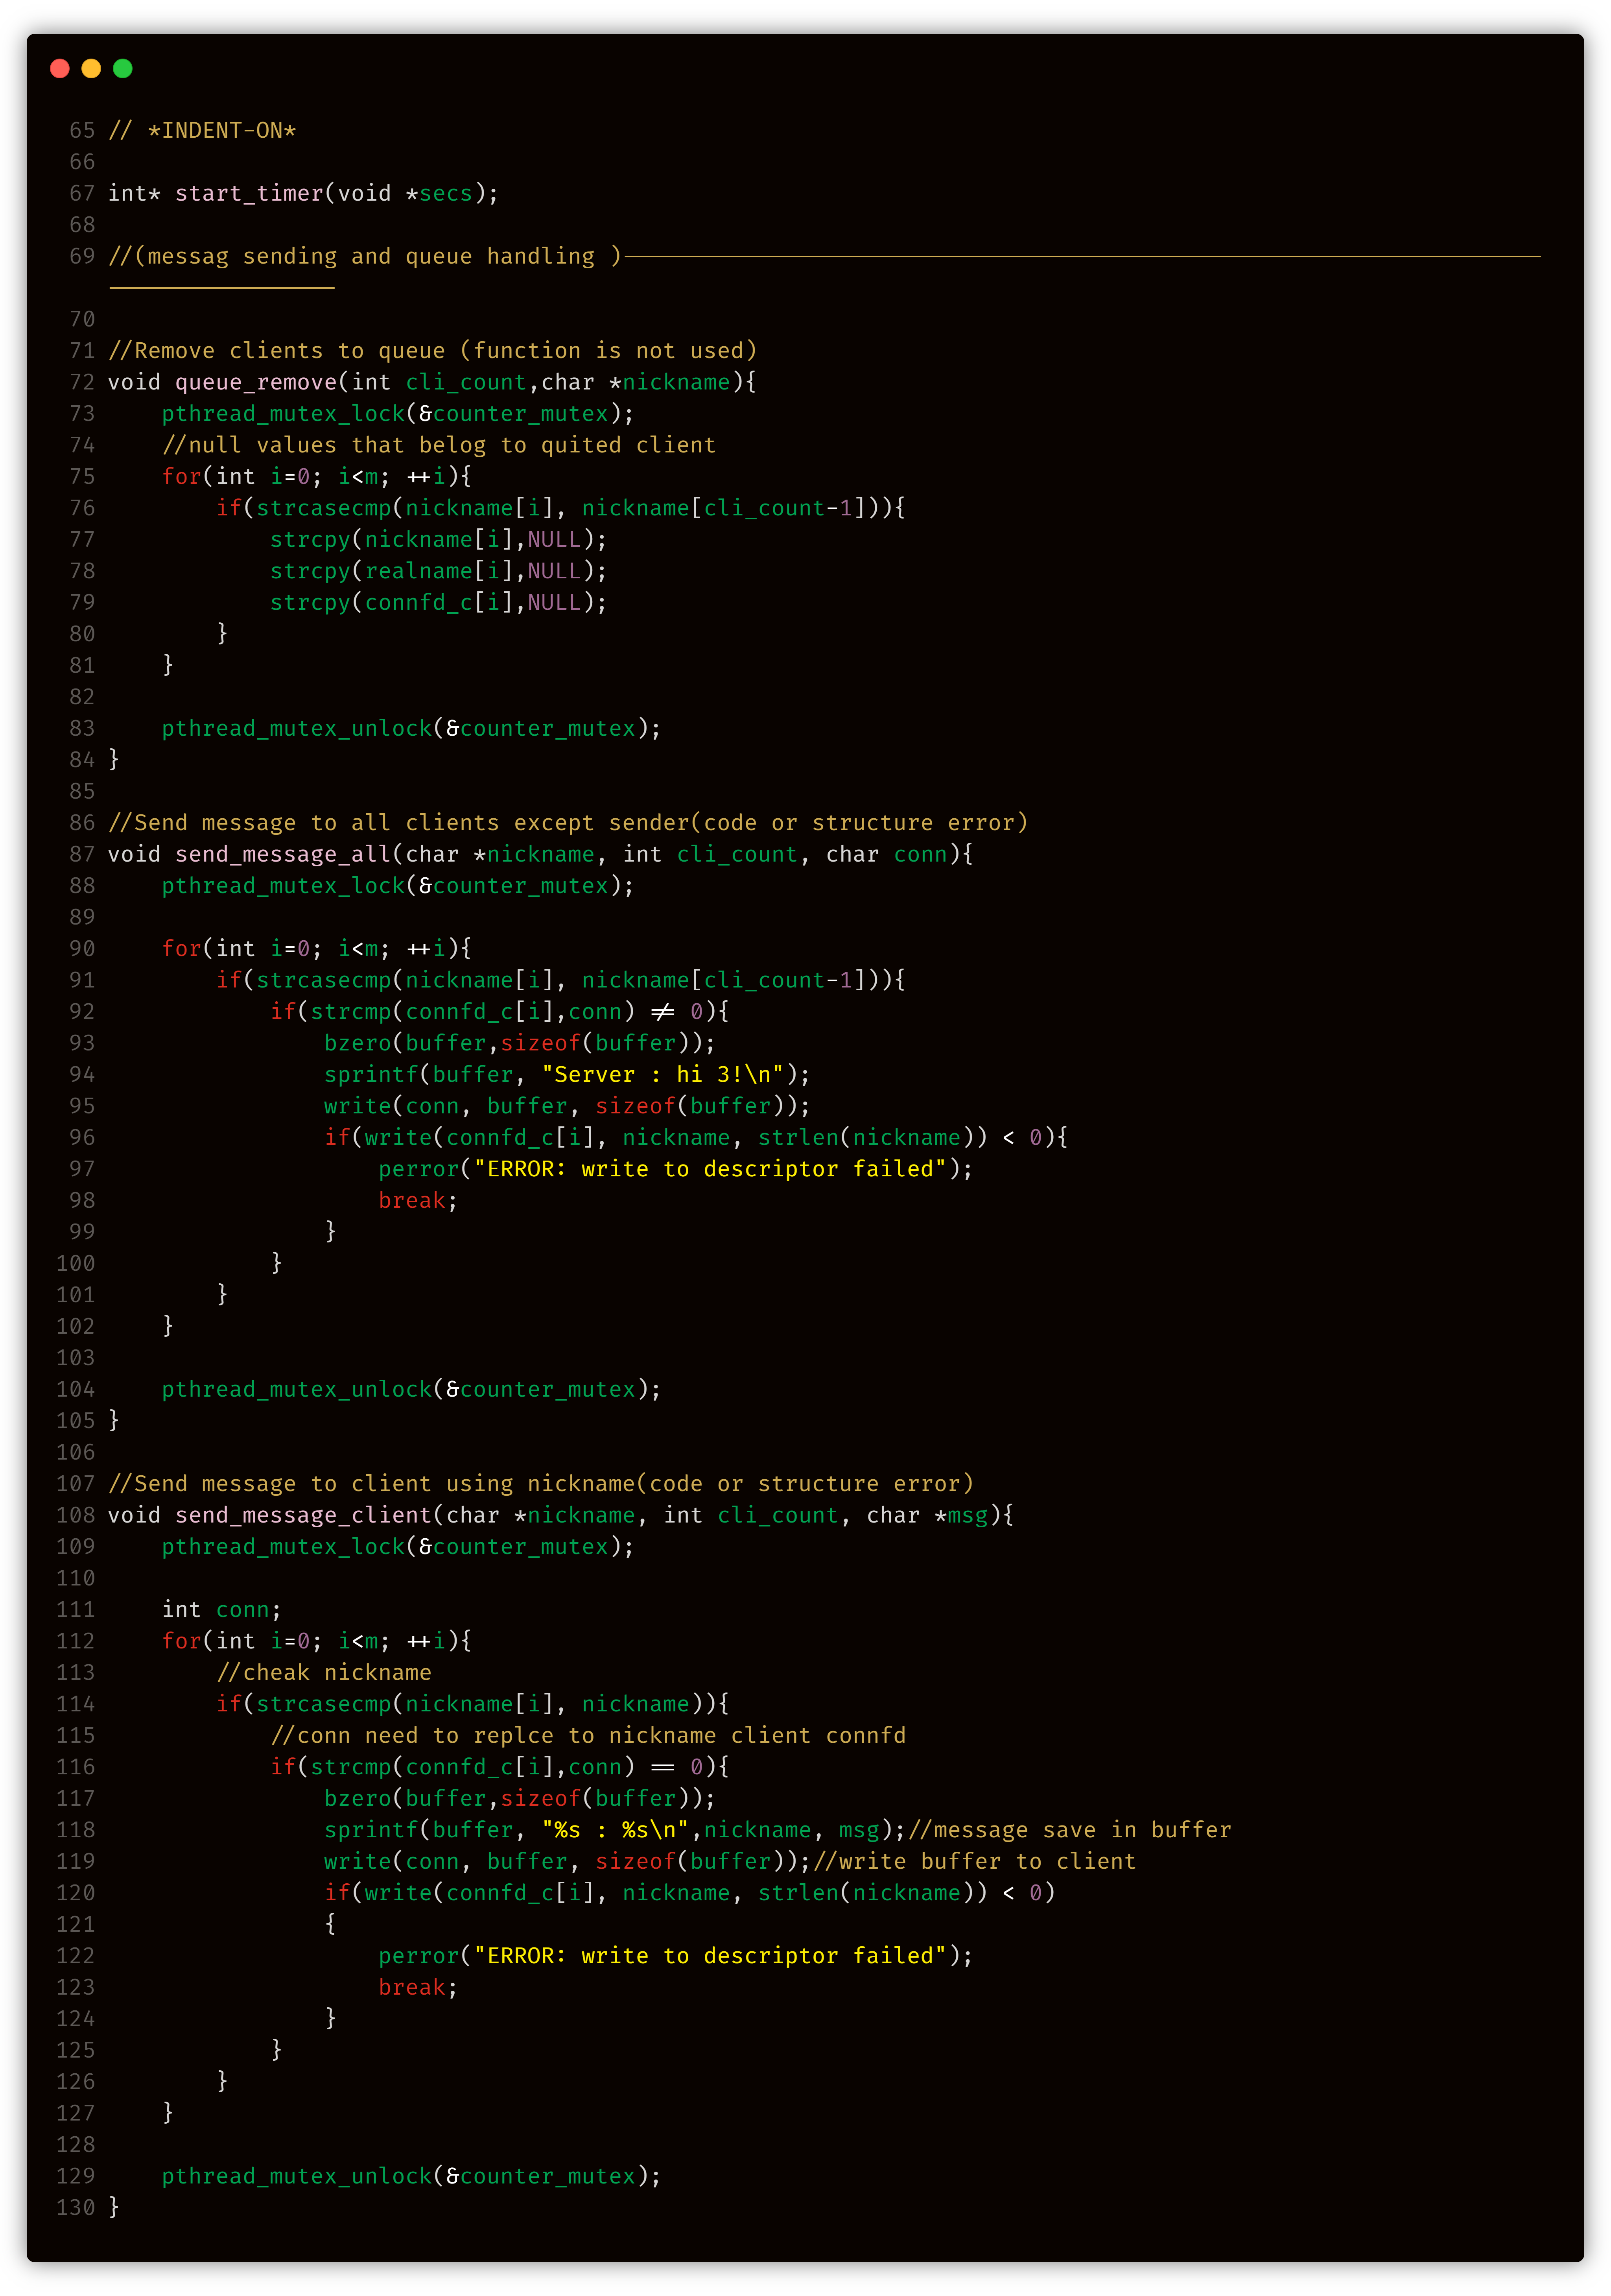 65 // *INDENT-ON*
66
67 int* start_timer(void *secs);
68
69 //(messag sending and queue handling )--------------------------------------------------------------------
-----------------
70
71 //Remove clients to queue (function is not used)
72 void queue_remove(int cli_count,char *nickname){
73     pthread_mutex_lock(&counter_mutex);
74     //null values that belog to quited client
75     for(int i=0; i<m; ++i){
76         if(strcasecmp(nickname[i], nickname[cli_count-1])){
77             strcpy(nickname[i],NULL);
78             strcpy(realname[i],NULL);
79             strcpy(connfd_c[i],NULL);
80         }
81     }
82
83     pthread_mutex_unlock(&counter_mutex);
84 }
85
86 //Send message to all clients except sender(code or structure error)
87 void send_message_all(char *nickname, int cli_count, char conn){
88     pthread_mutex_lock(&counter_mutex);
89
90     for(int i=0; i<m; ++i){
91         if(strcasecmp(nickname[i], nickname[cli_count-1])){
92             if(strcmp(connfd_c[i],conn) != 0){
93                 bzero(buffer,sizeof(buffer));
94                 sprintf(buffer, "Server : hi 3!\n");
95                 write(conn, buffer, sizeof(buffer));
96                 if(write(connfd_c[i], nickname, strlen(nickname)) < 0){
97                     perror("ERROR: write to descriptor failed");
98                     break;
99                 }
100             }
101         }
102     }
103
104     pthread_mutex_unlock(&counter_mutex);
105 }
106
107 //Send message to client using nickname(code or structure error)
108 void send_message_client(char *nickname, int cli_count, char *msg){
109     pthread_mutex_lock(&counter_mutex);
110
111     int conn;
112     for(int i=0; i<m; ++i){
113         //cheak nickname
114         if(strcasecmp(nickname[i], nickname)){
115             //conn need to replce to nickname client connfd
116             if(strcmp(connfd_c[i],conn) == 0){
117                 bzero(buffer,sizeof(buffer));
118                 sprintf(buffer, "%s : %s\n",nickname, msg);//message save in buffer
119                 write(conn, buffer, sizeof(buffer));//write buffer to client
120                 if(write(connfd_c[i], nickname, strlen(nickname)) < 0)
121                 {
122                     perror("ERROR: write to descriptor failed");
123                     break;
124                 }
125             }
126         }
127     }
128
129     pthread_mutex_unlock(&counter_mutex);
130 }